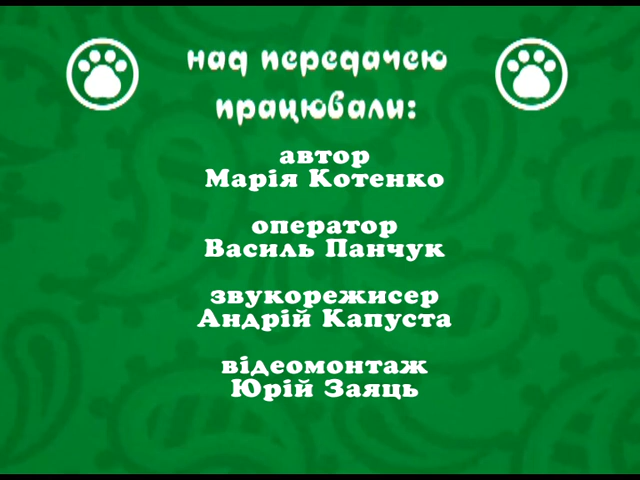 над передачею
працювали:
автор
Марія Котенко
оператор
Василь Панчук
звукорежисер
Андрій Капуста
відеомонтаж
Юрій Заяць